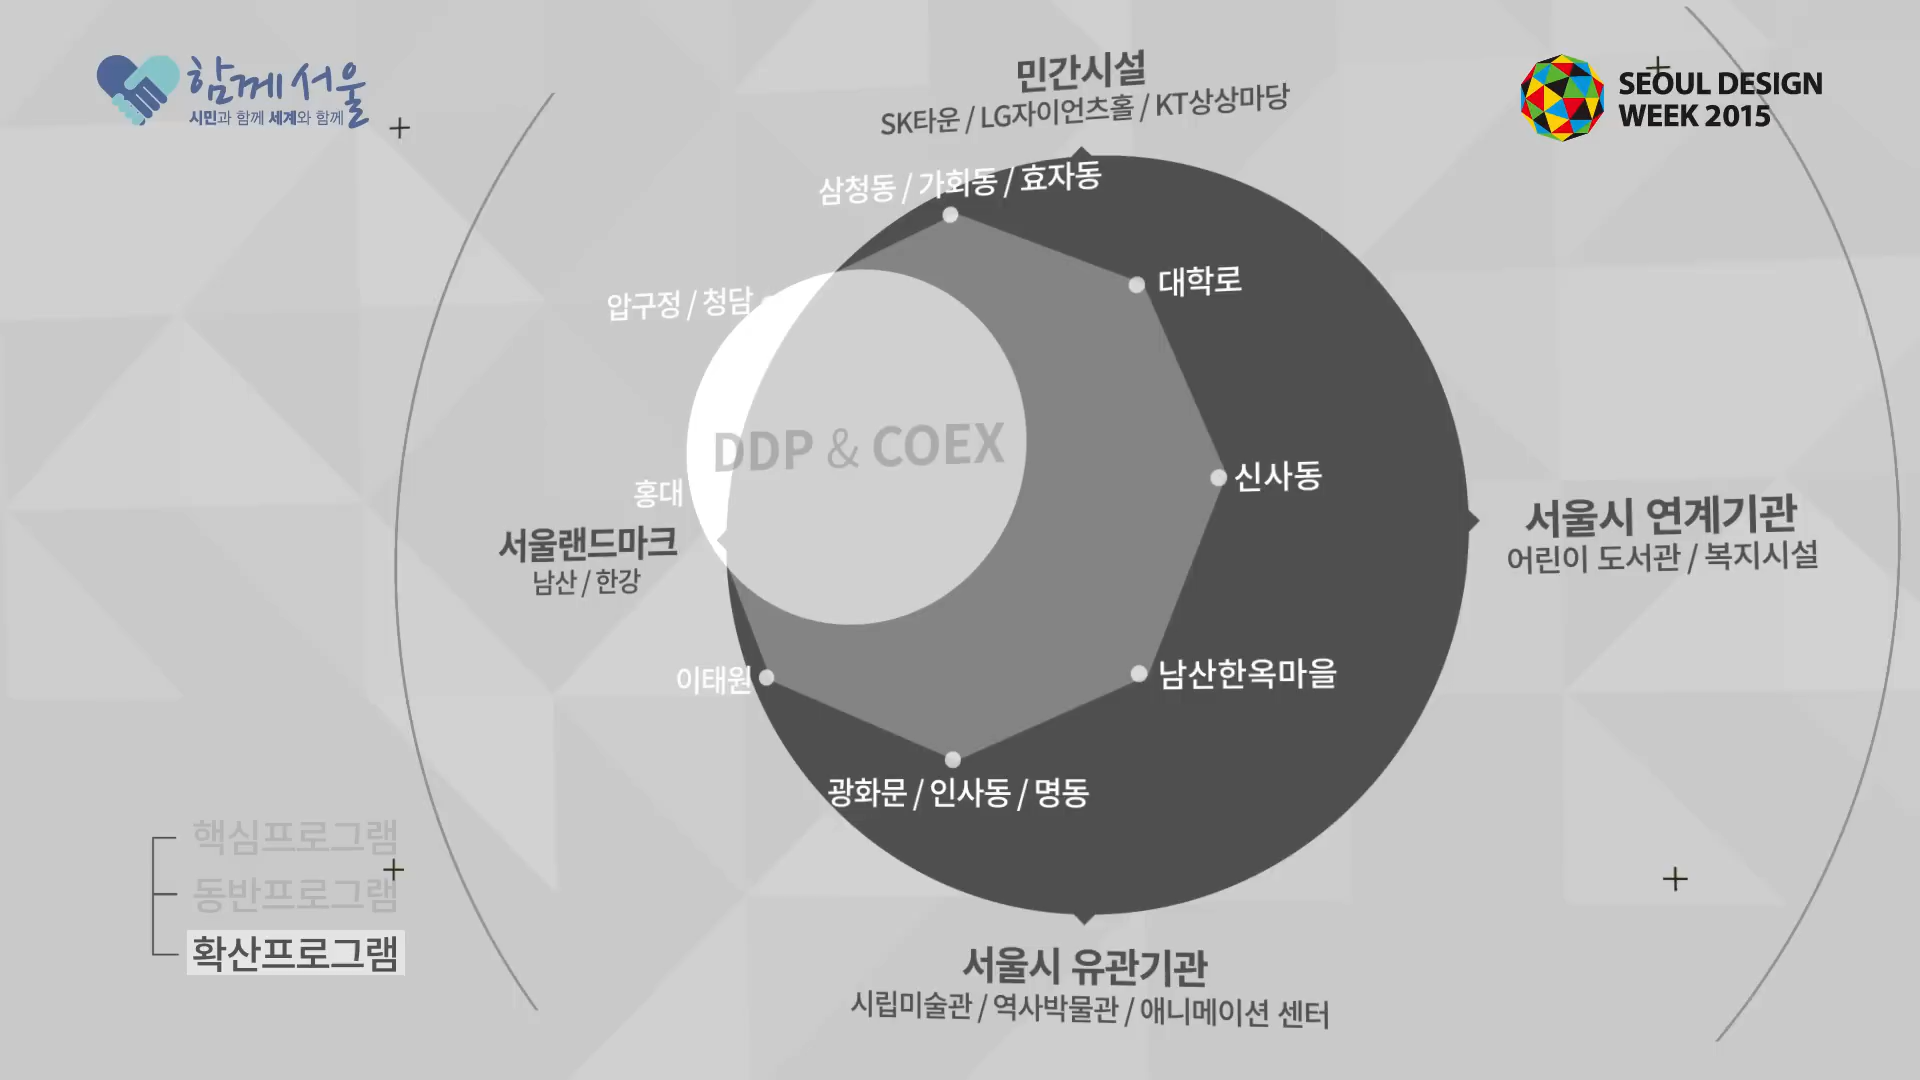 함께 서울
시민과 함께 세계와 함께
SEOUL DESIGN
WEEK 2015
민간시설
SK타운 / LG자이언츠홀 / KT상상마당
삼청동 / 가회동 / 효자동
대학로
압구정 / 청담
DDP & COEX
신사동
홍대
서울랜드마크
남산 / 한강
서울시 연계기관
어린이 도서관 / 복지시설
이태원
남산한옥마을
광화문 / 인사동 / 명동
핵심프로그램
동반프로그램
확산프로그램
서울시 유관기관
시립미술관 / 역사박물관 / 애니메이션 센터